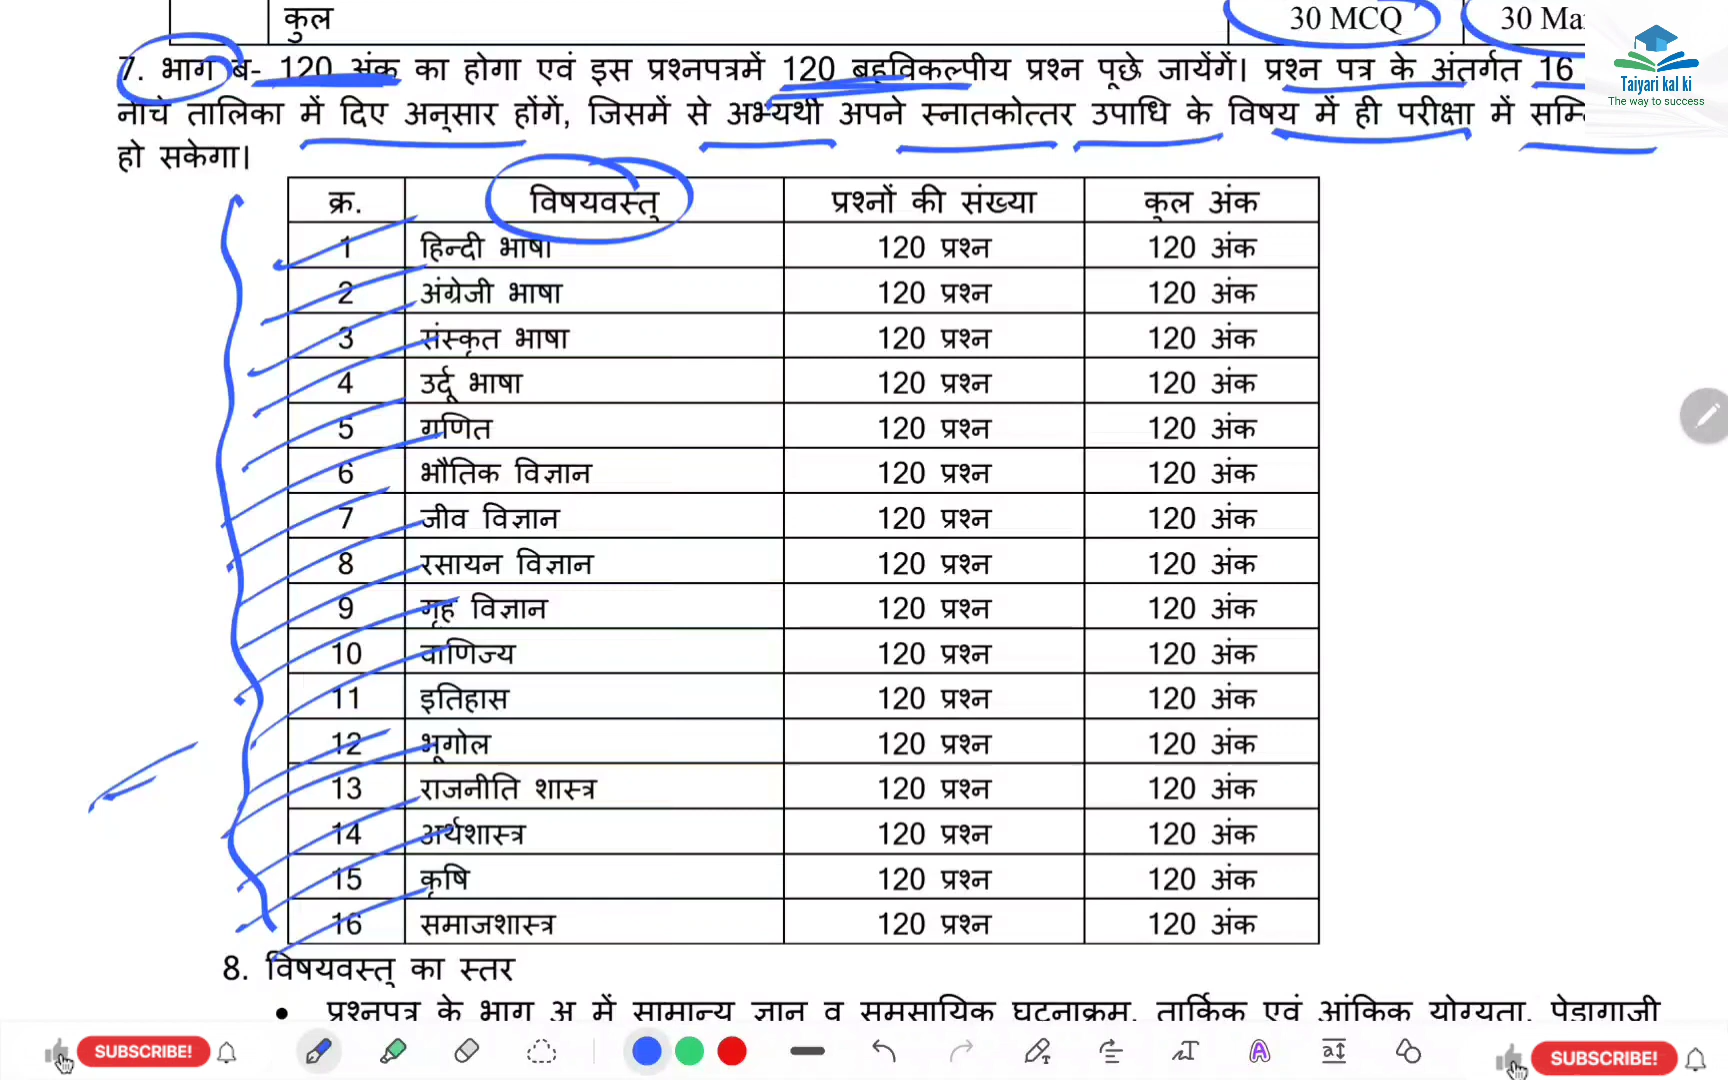 कुल 30 MCQ 30 Ma
7. भाग ब- 120 अंक का होगा एवं इस प्रश्नपत्रमें 120 बहुविकल्पीय प्रश्न पूछे जायेंगें। प्रश्न पत्र के अंतर्गत 16
नीचे तालिका में दिए अनुसार होंगें, जिसमें से अभ्यर्थी अपने स्नातकोत्तर उपाधि के विषय में ही परीक्षा में
हो सकेगा।
Taiyari kal ki
The way to success
क्र. विषयवस्तु प्रश्नों की संख्या कुल अंक
1 हिन्दी भाषा 120 प्रश्न 120 अंक
2 अंग्रेजी भाषा 120 प्रश्न 120 अंक
3 संस्कृत भाषा 120 प्रश्न 120 अंक
4 उर्दू भाषा 120 प्रश्न 120 अंक
5 गणित 120 प्रश्न 120 अंक
6 भौतिक विज्ञान 120 प्रश्न 120 अंक
7 जीव विज्ञान 120 प्रश्न 120 अंक
8 रसायन विज्ञान 120 प्रश्न 120 अंक
9 गृह विज्ञान 120 प्रश्न 120 अंक
10 वाणिज्य 120 प्रश्न 120 अंक
11 इतिहास 120 प्रश्न 120 अंक
12 भूगोल 120 प्रश्न 120 अंक
13 राजनीति शास्त्र 120 प्रश्न 120 अंक
14 अर्थशास्त्र 120 प्रश्न 120 अंक
15 कृषि 120 प्रश्न 120 अंक
16 समाजशास्त्र 120 प्रश्न 120 अंक
8. विषयवस्तु का स्तर
• प्रश्नपत्र के भाग अ में सामान्य ज्ञान व समसायिक घटनाक्रम, तार्किक एवं आंकिक योग्यता, पेडागाजी
SUBSCRIBE! SUBSCRIBE!